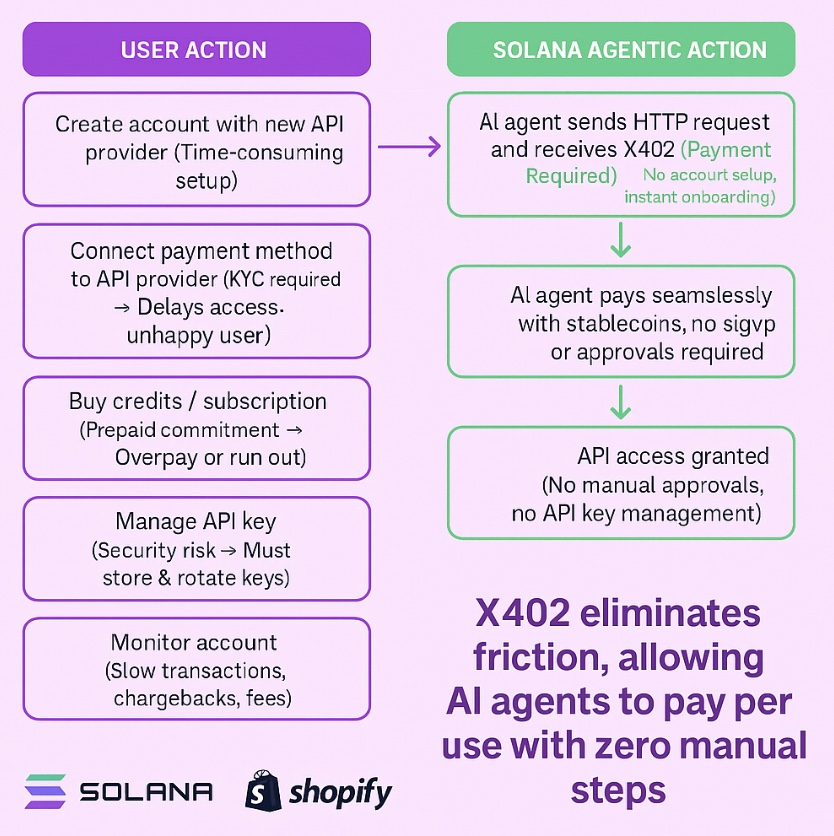 USER ACTION
Create account with new API
provider (Time-consuming
setup)
Connect payment method
to API provider (KYC required
→ Delays access.
unhappy user)
Buy credits / subscription
(Prepaid commitment →
Overpay or run out)
Manage API key
(Security risk → Must
store & rotate keys)
Monitor account
(Slow transactions,
chargebacks, fees)
SOLANA AGENTIC ACTION
AI agent sends HTTP request
and receives X402 (Payment
Required) No accourt selup,
instant onboarding)
AI agent pays seamslessly
with stablecoins, no sigvp
or approvals required
API access granted
(No manual approvals,
no API key management)
X402 eliminates
friction, allowing
AI agents to pay per
use with zero manual
steps
SOLANA
shopify